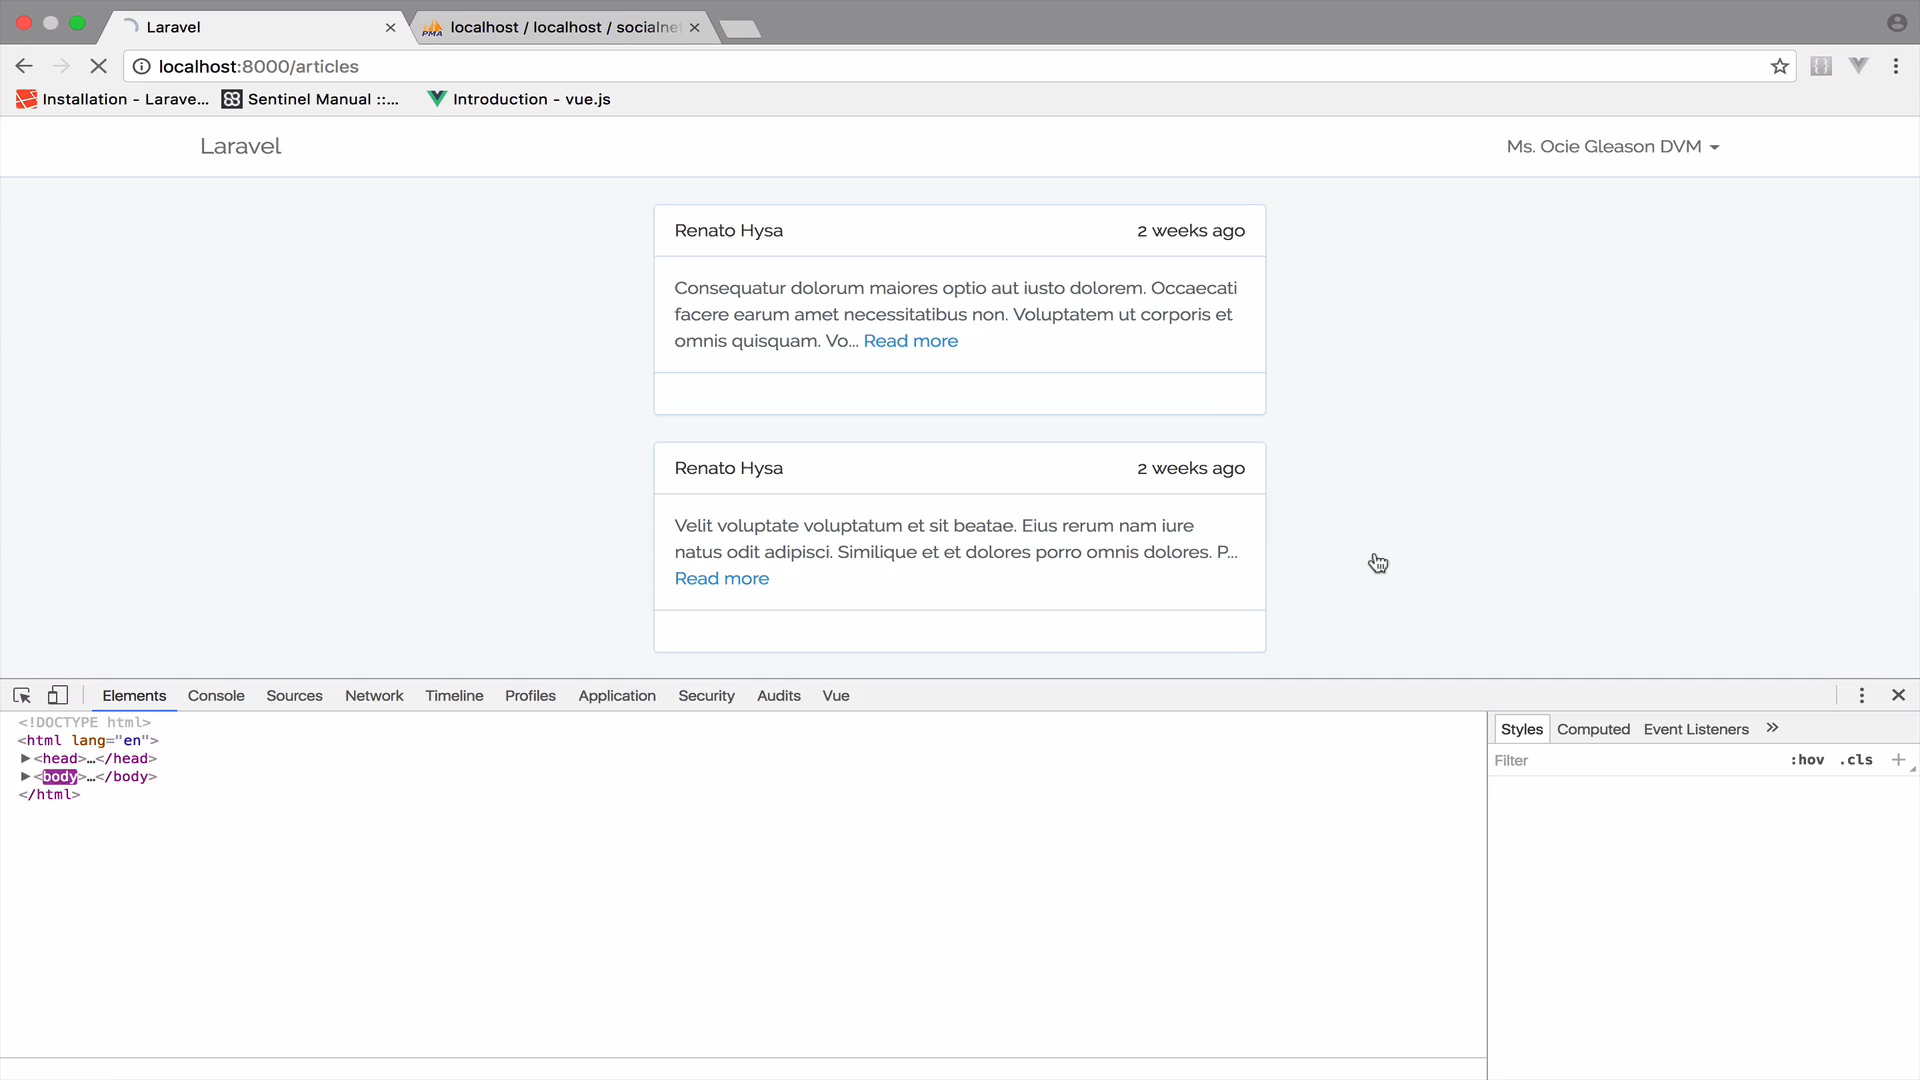 Laravel
localhost / localhost / socialnet
localhost:8000/articles
Installation - Larave... Sentinel Manual ::... Introduction - vue.js
Laravel
Ms. Ocie Gleason DVM
Renato Hysa 2 weeks ago
Consequatur dolorum maiores optio aut iusto dolorem. Occaecati
facere earum amet necessitatibus non. Voluptatem ut corporis et
omnis quisquam. Vo... Read more
Renato Hysa 2 weeks ago
Velit voluptate voluptatum et sit beatae. Eius rerum nam iure
natus odit adipisci. Similique et et dolores porro omnis dolores. P...
Read more
Elements Console Sources Network Timeline Profiles Application Security Audits Vue
<!DOCTYPE html>
<html lang="en">
<head>…</head>
<body>…</body>
</html>
Styles Computed Event Listeners »
Filter :hov .cls +